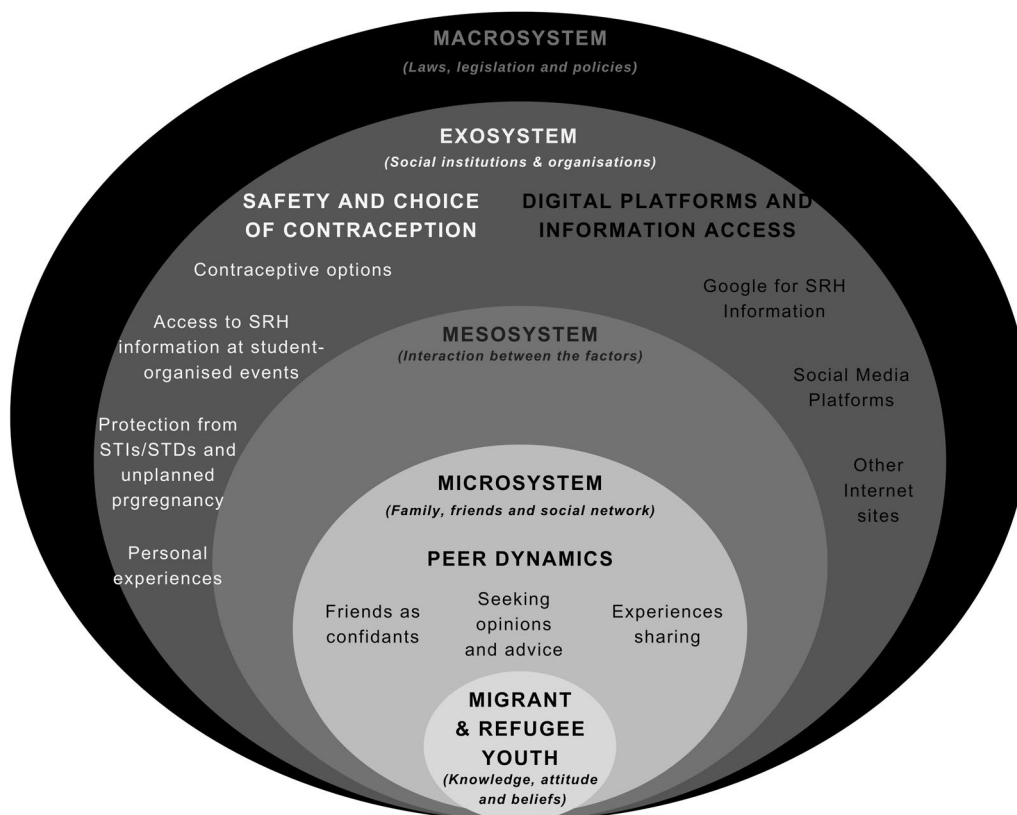 MACROSYSTEM
(Laws, legislation and policies)
EXOSYSTEM
(Social institutions & organisations)
SAFETY AND CHOICE
OF CONTRACEPTION
Contraceptive options
Access to SRH
information at student-
organised events
Protection from
STIs/STDs and
unplanned
prgregnancy
Personal
experiences
DIGITAL PLATFORMS AND
INFORMATION ACCESS
Google for SRH
Information
Social Media
Platforms
Other
Internet
sites
MESOSYSTEM
(Interaction between the factors)
MICROSYSTEM
(Family, friends and social network)
PEER DYNAMICS
Friends as
confidants
Seeking
opinions
and advice
Experiences
sharing
MIGRANT
& REFUGEE
YOUTH
(Knowledge, attitude
and beliefs)